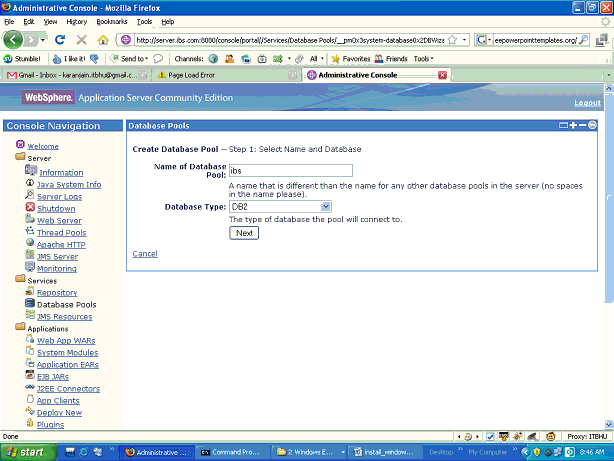 Administrative Console - Mozilla Firefox
File Edit View History Bookmarks Tools Help
http://server.ibs.com:8080/console/portal//Services/Database Pools/__pm0x3system-database0x2DBWiza
eepowerpointtemplates.org/
Stumble! I like it! Send to Channels: All Favorites Friends Tools
Gmail - Inbox - karanjain.itbhu@gmail.c... Page Load Error Administrative Console
WebSphere. Application Server Community Edition
Logout
Console Navigation
Welcome
Server
Information
Java System Info
Server Logs
Shutdown
Web Server
Thread Pools
Apache HTTP
JMS Server
Monitoring
Services
Repository
Database Pools
JMS Resources
Applications
Web App WARs
System Modules
Application EARs
EJB JARs
J2EE Connectors
App Clients
Deploy New
Plugins
Database Pools
Create Database Pool -- Step 1: Select Name and Database
Name of Database Pool: ibs
A name that is different than the name for any other database pools in the server (no spaces
in the name please).
Database Type: DB2
The type of database the pool will connect to.
Next
Cancel
Done
Proxy: ITBHU
start Administrative ... Command Pro... 2 Windows E... install_window... Desktop My Computer 8:46 AM